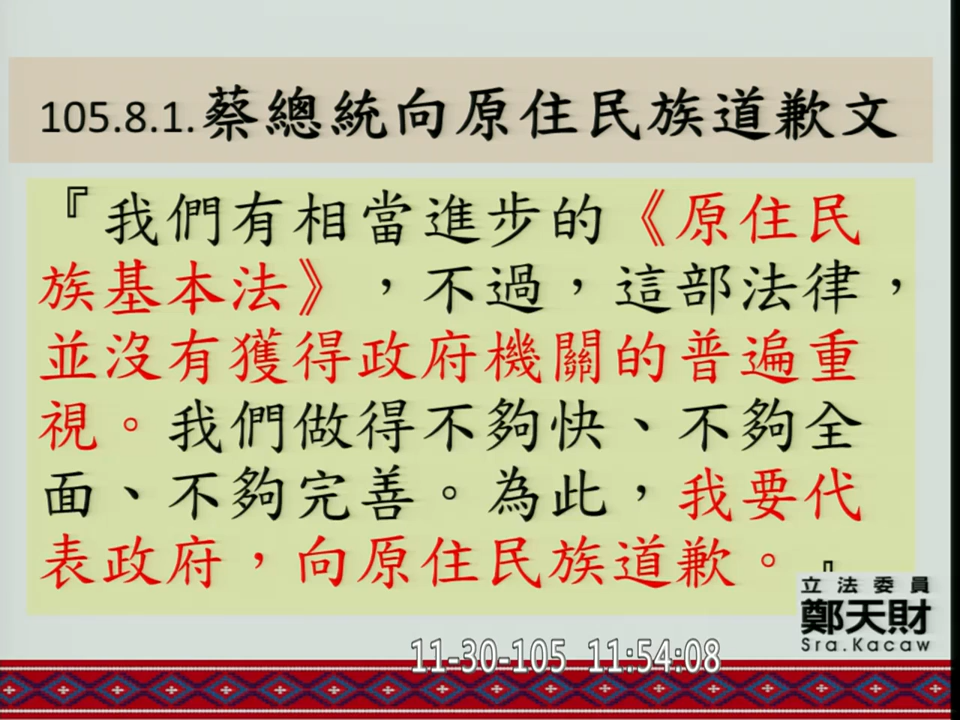 105.8.1.蔡總統向原住民族道歉文
『我們有相當進步的《原住民
族基本法》，不過，這部法律，
並沒有獲得政府機關的普遍重
視。我們做得不夠快、不夠全
面、不夠完善。為此，我要代
表政府，向原住民族道歉。』
立法委員
鄭天財
Sra.Kacaw
11-30-105 11:54:08